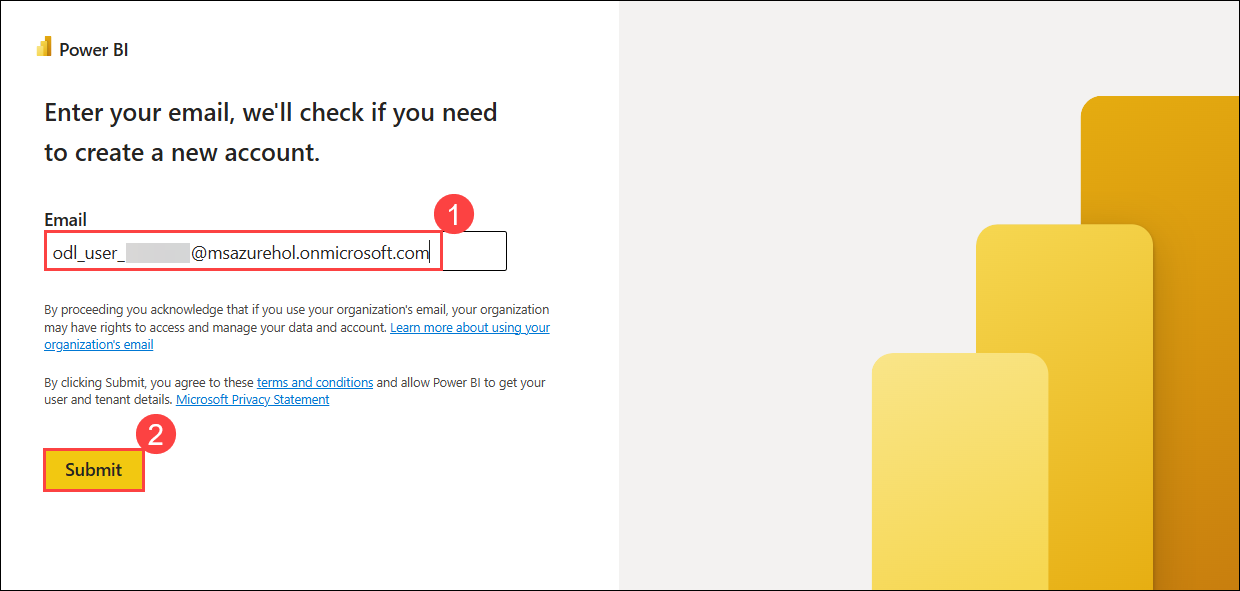 Power BI
Enter your email, we'll check if you need
to create a new account.
Email
1
odl_user_ @msazurehol.onmicrosoft.com
By proceeding you acknowledge that if you use your organization's email, your organization
may have rights to access and manage your data and account. Learn more about using your
organization's email
By clicking Submit, you agree to these terms and conditions and allow Power BI to get your
user and tenant details. Microsoft Privacy Statement
2
Submit